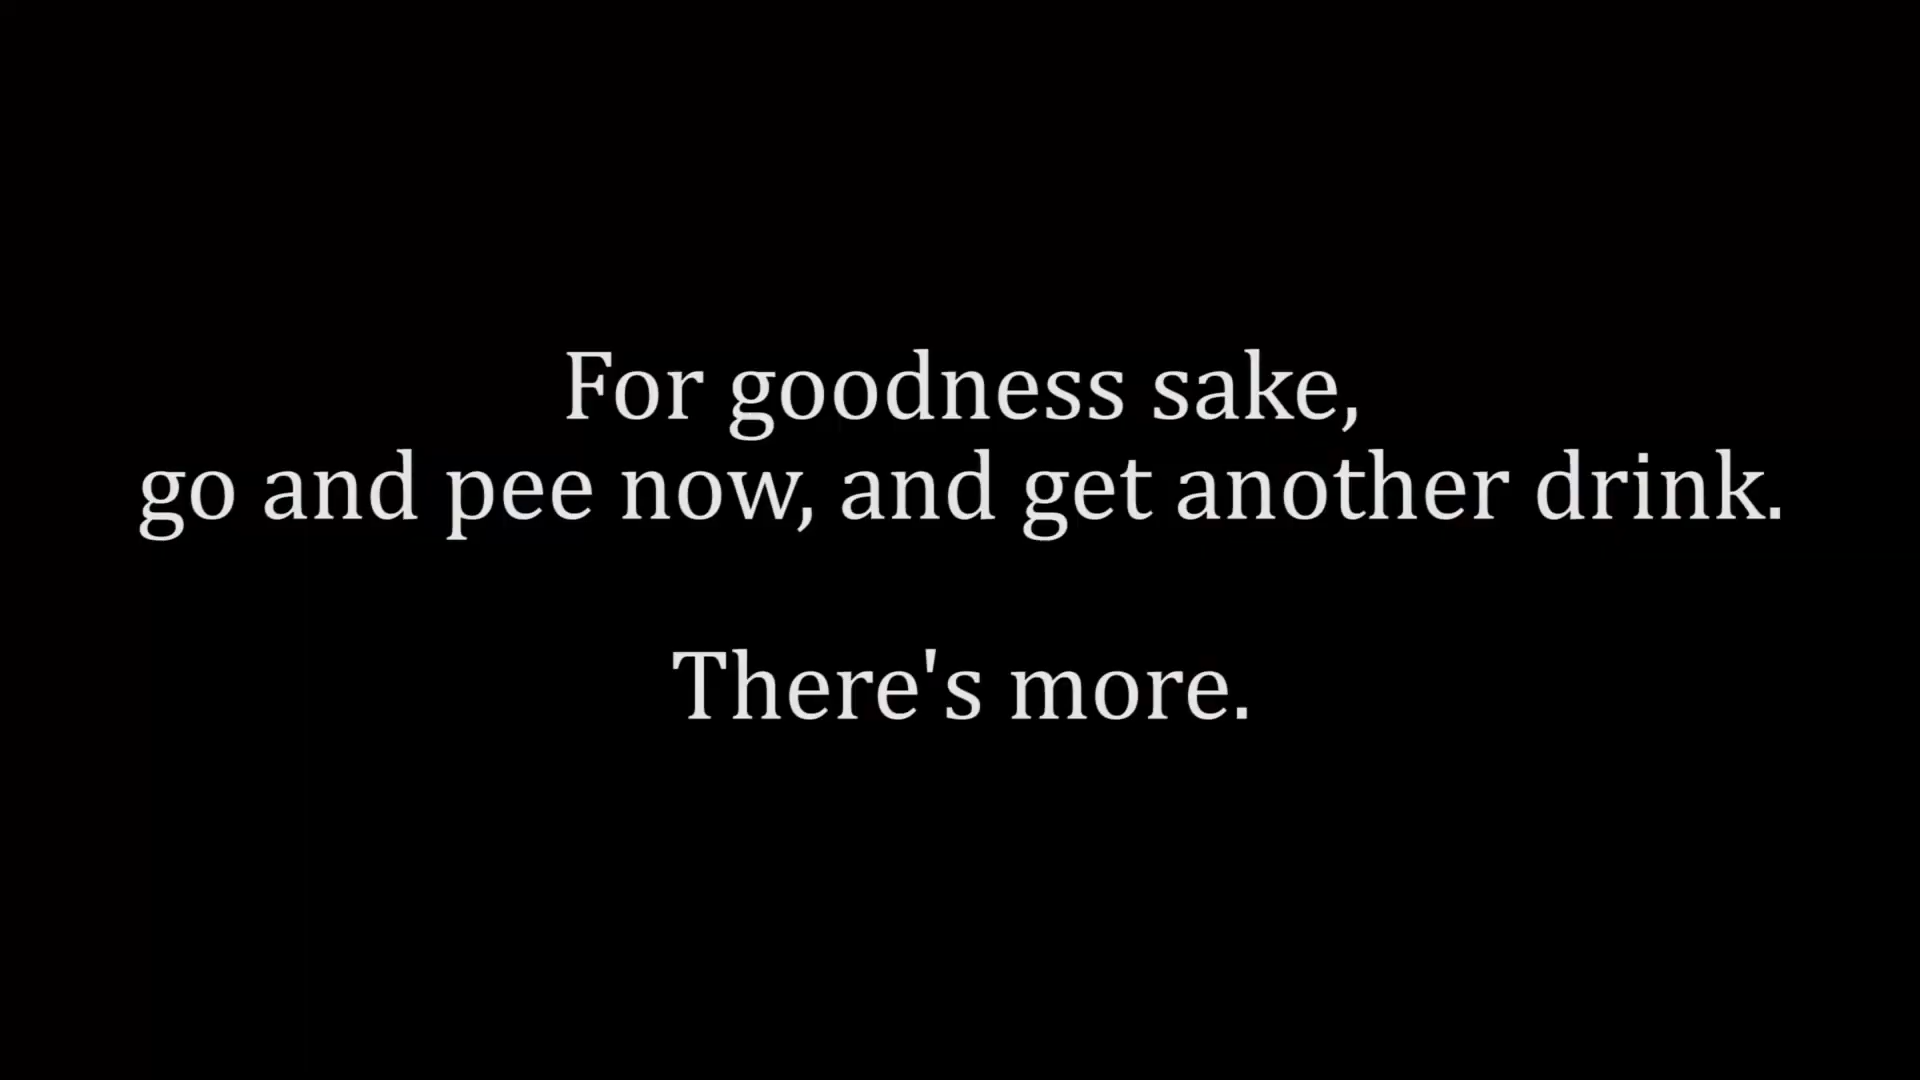 For goodness sake,
go and pee now, and get another drink.
There's more.